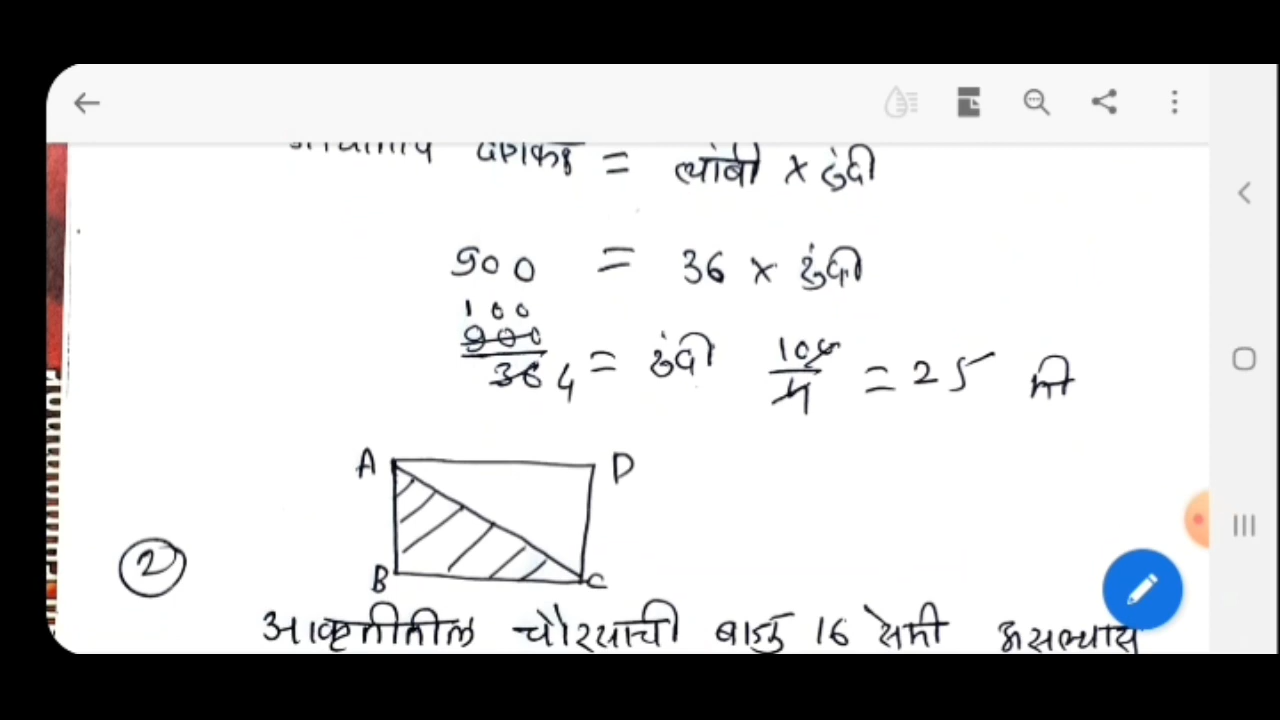 = लांबी × रुंदी
900 = 36 × रुंदी
100
900/36 4 = रुंदी 100/4 = 25 मी
A D
B C
2
आकृतीतील चौरसाची बाजू 16 सेमी असल्यास